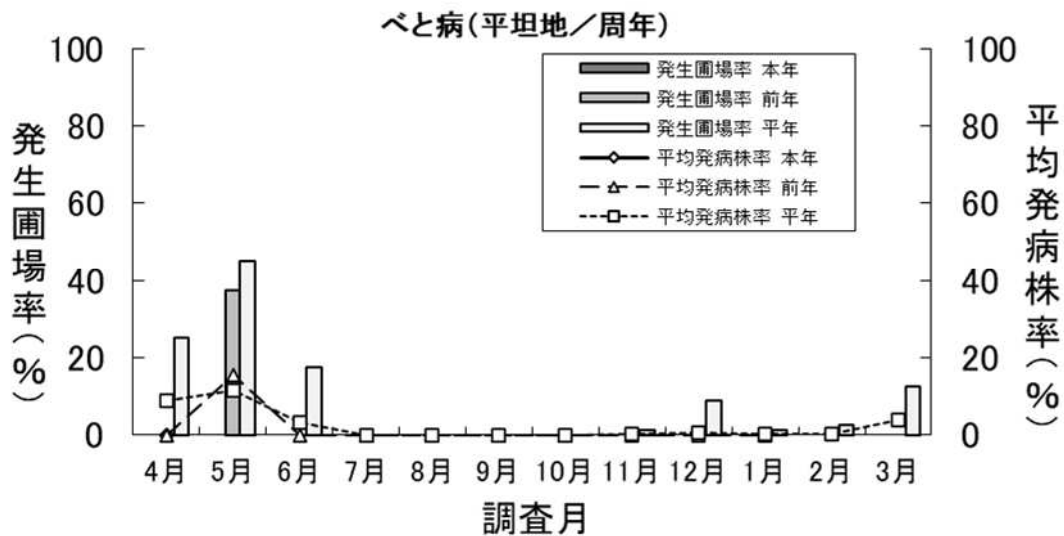 べと病(平坦地／周年)
発生圃場率 本年
発生圃場率 前年
発生圃場率 平年
平均発病株率 本年
平均発病株率 前年
平均発病株率 平年
発生圃場率(%)
100
80
60
40
20
0
100
80
60
40
20
0
平均発病株率(%)
4月 5月 6月 7月 8月 9月 10月 11月 12月 1月 2月 3月
調査月